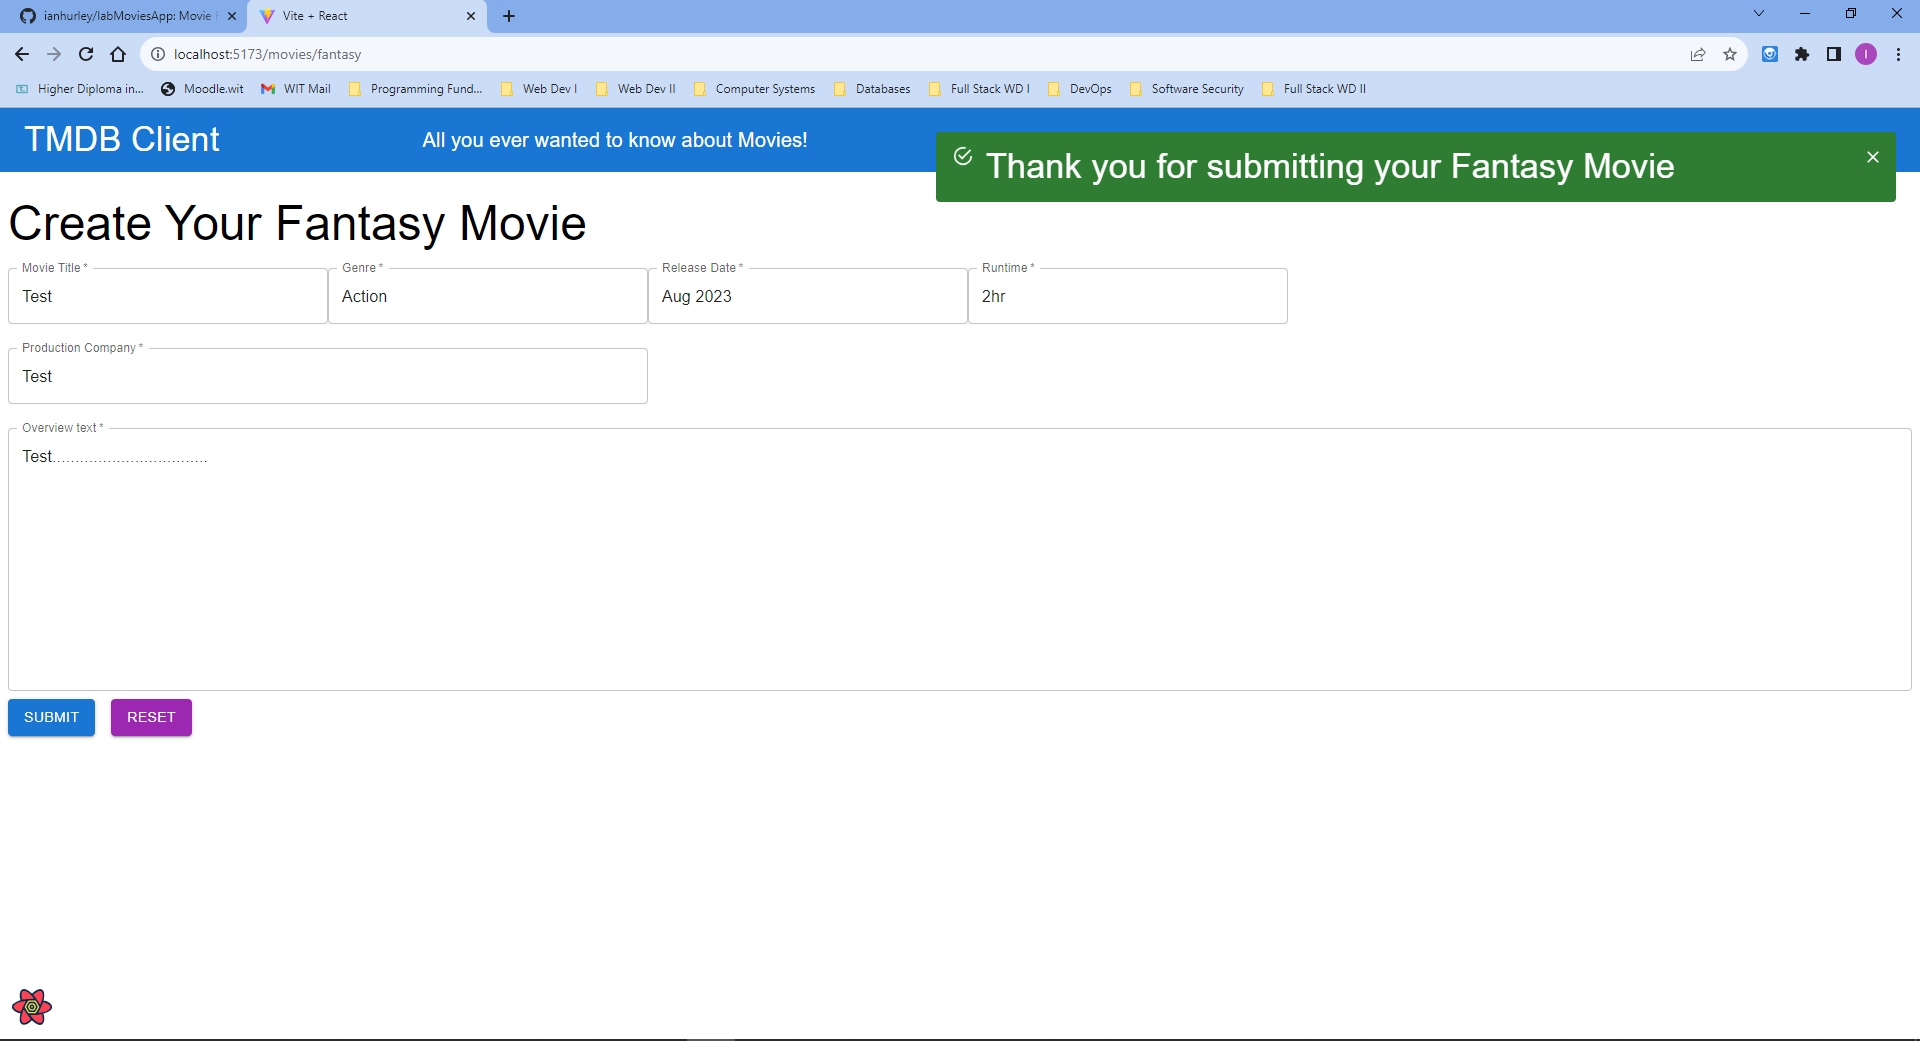 ianhurley/labMoviesApp: Movie
Vite + React
localhost:5173/movies/fantasy
I
Higher Diploma in...
Moodle.wit
WIT Mail
Programming Fund...
Web Dev I
Web Dev II
Computer Systems
Databases
Full Stack WD I
DevOps
Software Security
Full Stack WD II
TMDB Client
All you ever wanted to know about Movies!
Thank you for submitting your Fantasy Movie
Create Your Fantasy Movie
Movie Title *
Genre *
Release Date *
Runtime *
Test
Action
Aug 2023
2hr
Production Company *
Test
Overview text *
Test..................................
SUBMIT
RESET